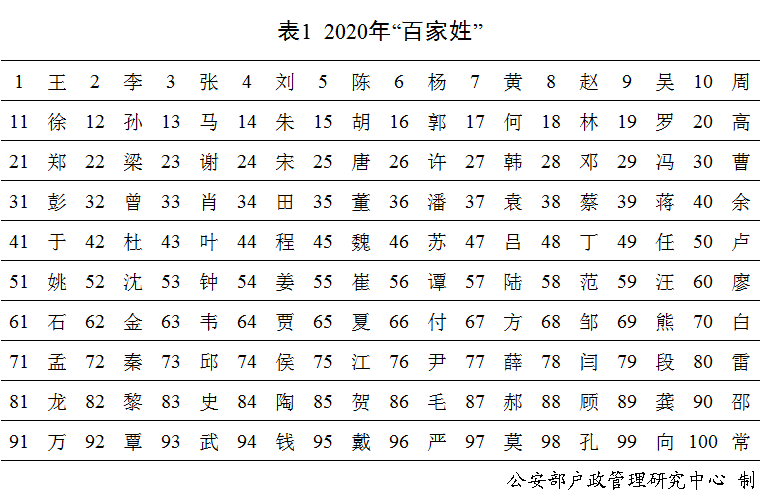 表1 2020年“百家姓”
1 王 2 李 3 张 4 刘 5 陈 6 杨 7 黄 8 赵 9 吴 10 周
11 徐 12 孙 13 马 14 朱 15 胡 16 郭 17 何 18 林 19 罗 20 高
21 郑 22 梁 23 谢 24 宋 25 唐 26 许 27 韩 28 邓 29 冯 30 曹
31 彭 32 曾 33 肖 34 田 35 董 36 潘 37 袁 38 蔡 39 蒋 40 余
41 于 42 杜 43 叶 44 程 45 魏 46 苏 47 吕 48 丁 49 任 50 卢
51 姚 52 沈 53 钟 54 姜 55 崔 56 谭 57 陆 58 范 59 汪 60 廖
61 石 62 金 63 韦 64 贾 65 夏 66 付 67 方 68 邹 69 熊 70 白
71 孟 72 秦 73 邱 74 侯 75 江 76 尹 77 薛 78 闫 79 段 80 雷
81 龙 82 黎 83 史 84 陶 85 贺 86 毛 87 郝 88 顾 89 龚 90 邵
91 万 92 覃 93 武 94 钱 95 戴 96 严 97 莫 98 孔 99 向 100 常
公安部户政管理研究中心 制